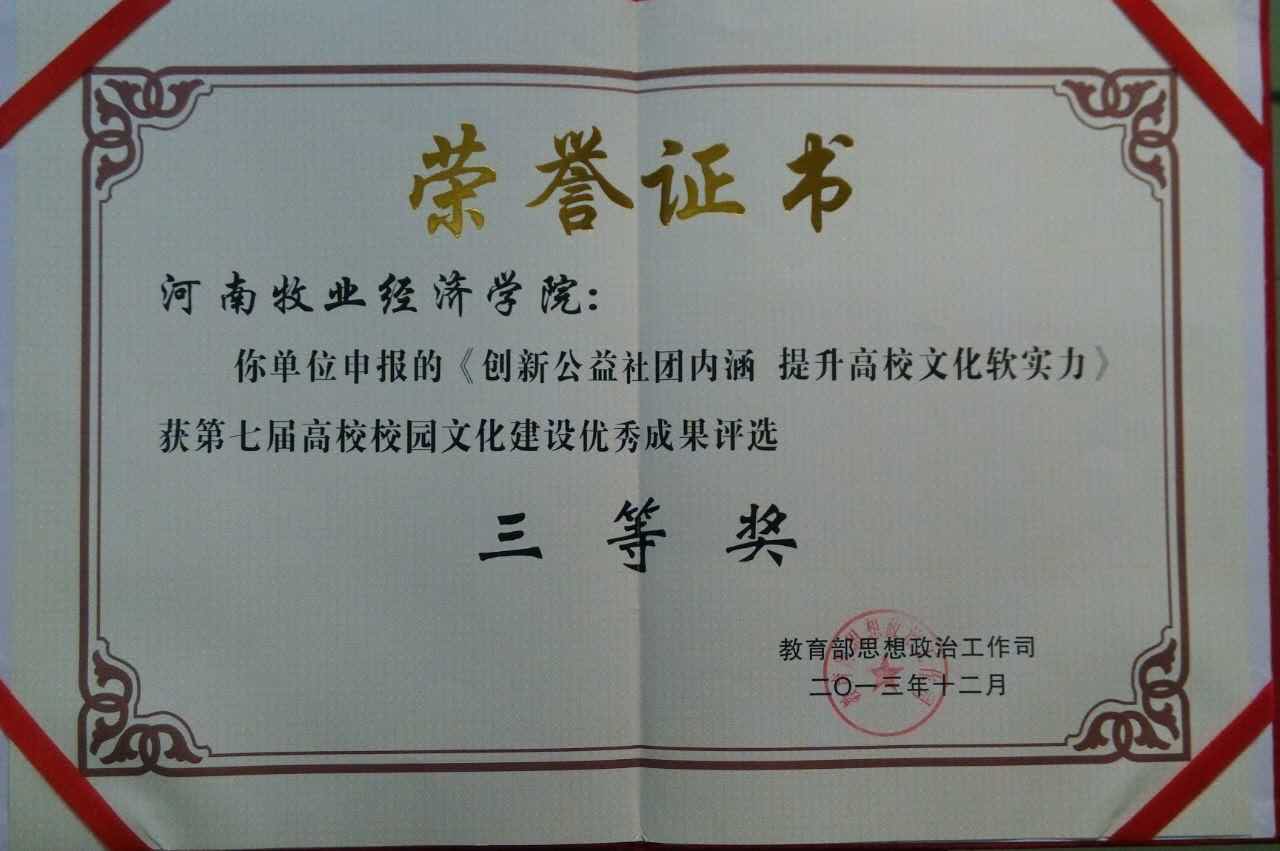 荣誉证书
河南牧业经济学院：
你单位申报的《创新公益社团内涵 提升高校文化软实力》
获第七届高校校园文化建设优秀成果评选
三等奖
教育部思想政治工作司
二〇一三年十二月